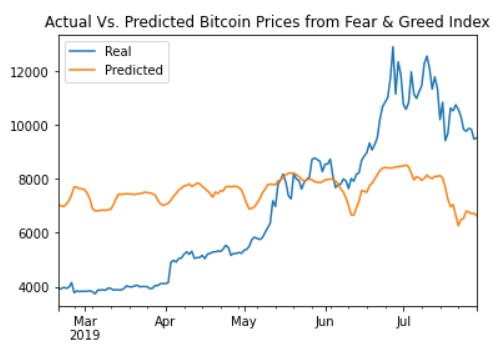 Actual Vs. Predicted Bitcoin Prices from Fear & Greed Index
Real
Predicted
12000
10000
8000
6000
4000
Mar
2019
Apr
May
Jun
Jul